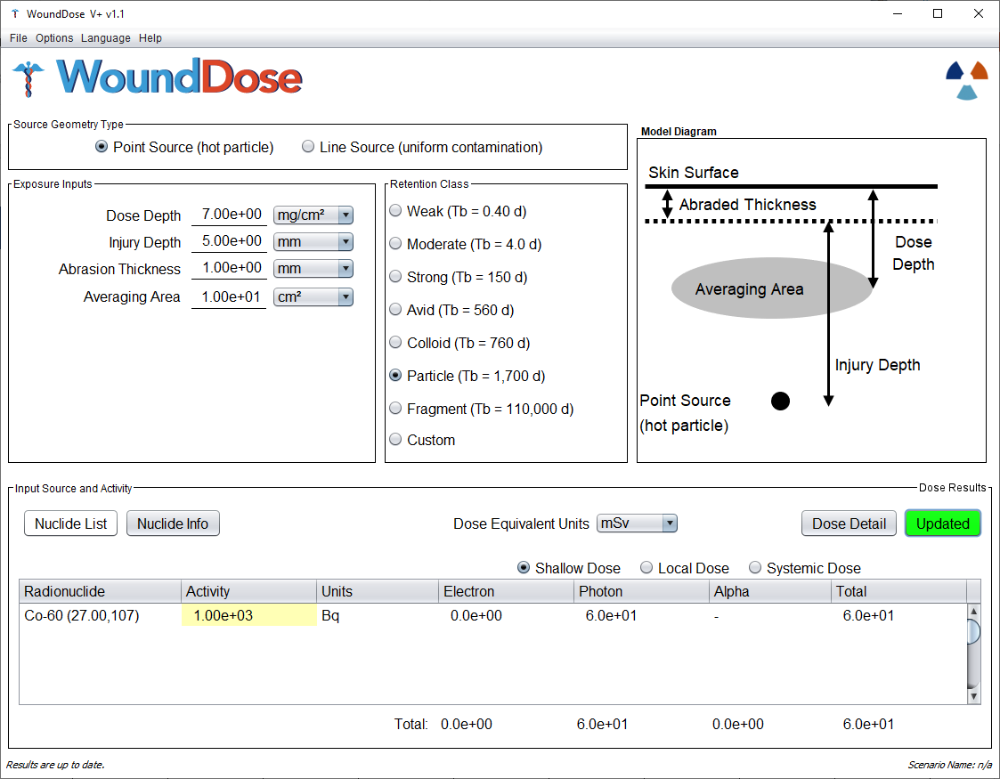 WoundDose V+ v1.1
File Options Language Help
WoundDose
Source Geometry Type
Point Source (hot particle) Line Source (uniform contamination)
Exposure Inputs
Dose Depth 7.00e+00 mg/cm²
Injury Depth 5.00e+00 mm
Abrasion Thickness 1.00e+00 mm
Averaging Area 1.00e+01 cm²
Retention Class
Weak (Tb = 0.40 d)
Moderate (Tb = 4.0 d)
Strong (Tb = 150 d)
Avid (Tb = 560 d)
Colloid (Tb = 760 d)
Particle (Tb = 1,700 d)
Fragment (Tb = 110,000 d)
Custom
Model Diagram
Skin Surface
Abraded Thickness
Dose
Depth
Averaging Area
Injury Depth
Point Source
(hot particle)
Input Source and Activity Dose Results
Nuclide List Nuclide Info Dose Equivalent Units mSv Dose Detail Updated
Shallow Dose Local Dose Systemic Dose
Radionuclide Activity Units Electron Photon Alpha Total
Co-60 (27.00,107) 1.00e+03 Bq 0.0e+00 6.0e+01 - 6.0e+01
Total: 0.0e+00 6.0e+01 0.0e+00 6.0e+01
Results are up to date. Scenario Name: n/a